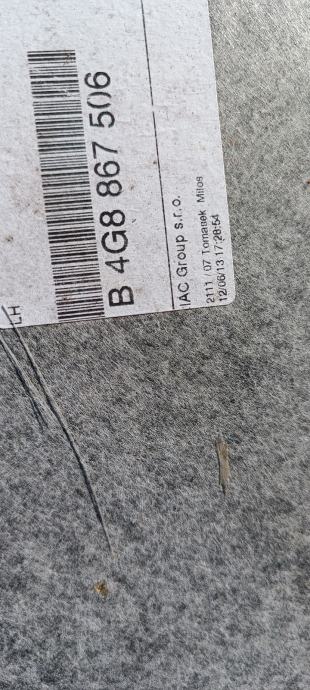 LH
B 4G8 867 506
IAC Group s.r.o.
2111 / 07 Tomasek Milos
12/06/13 17:28:54